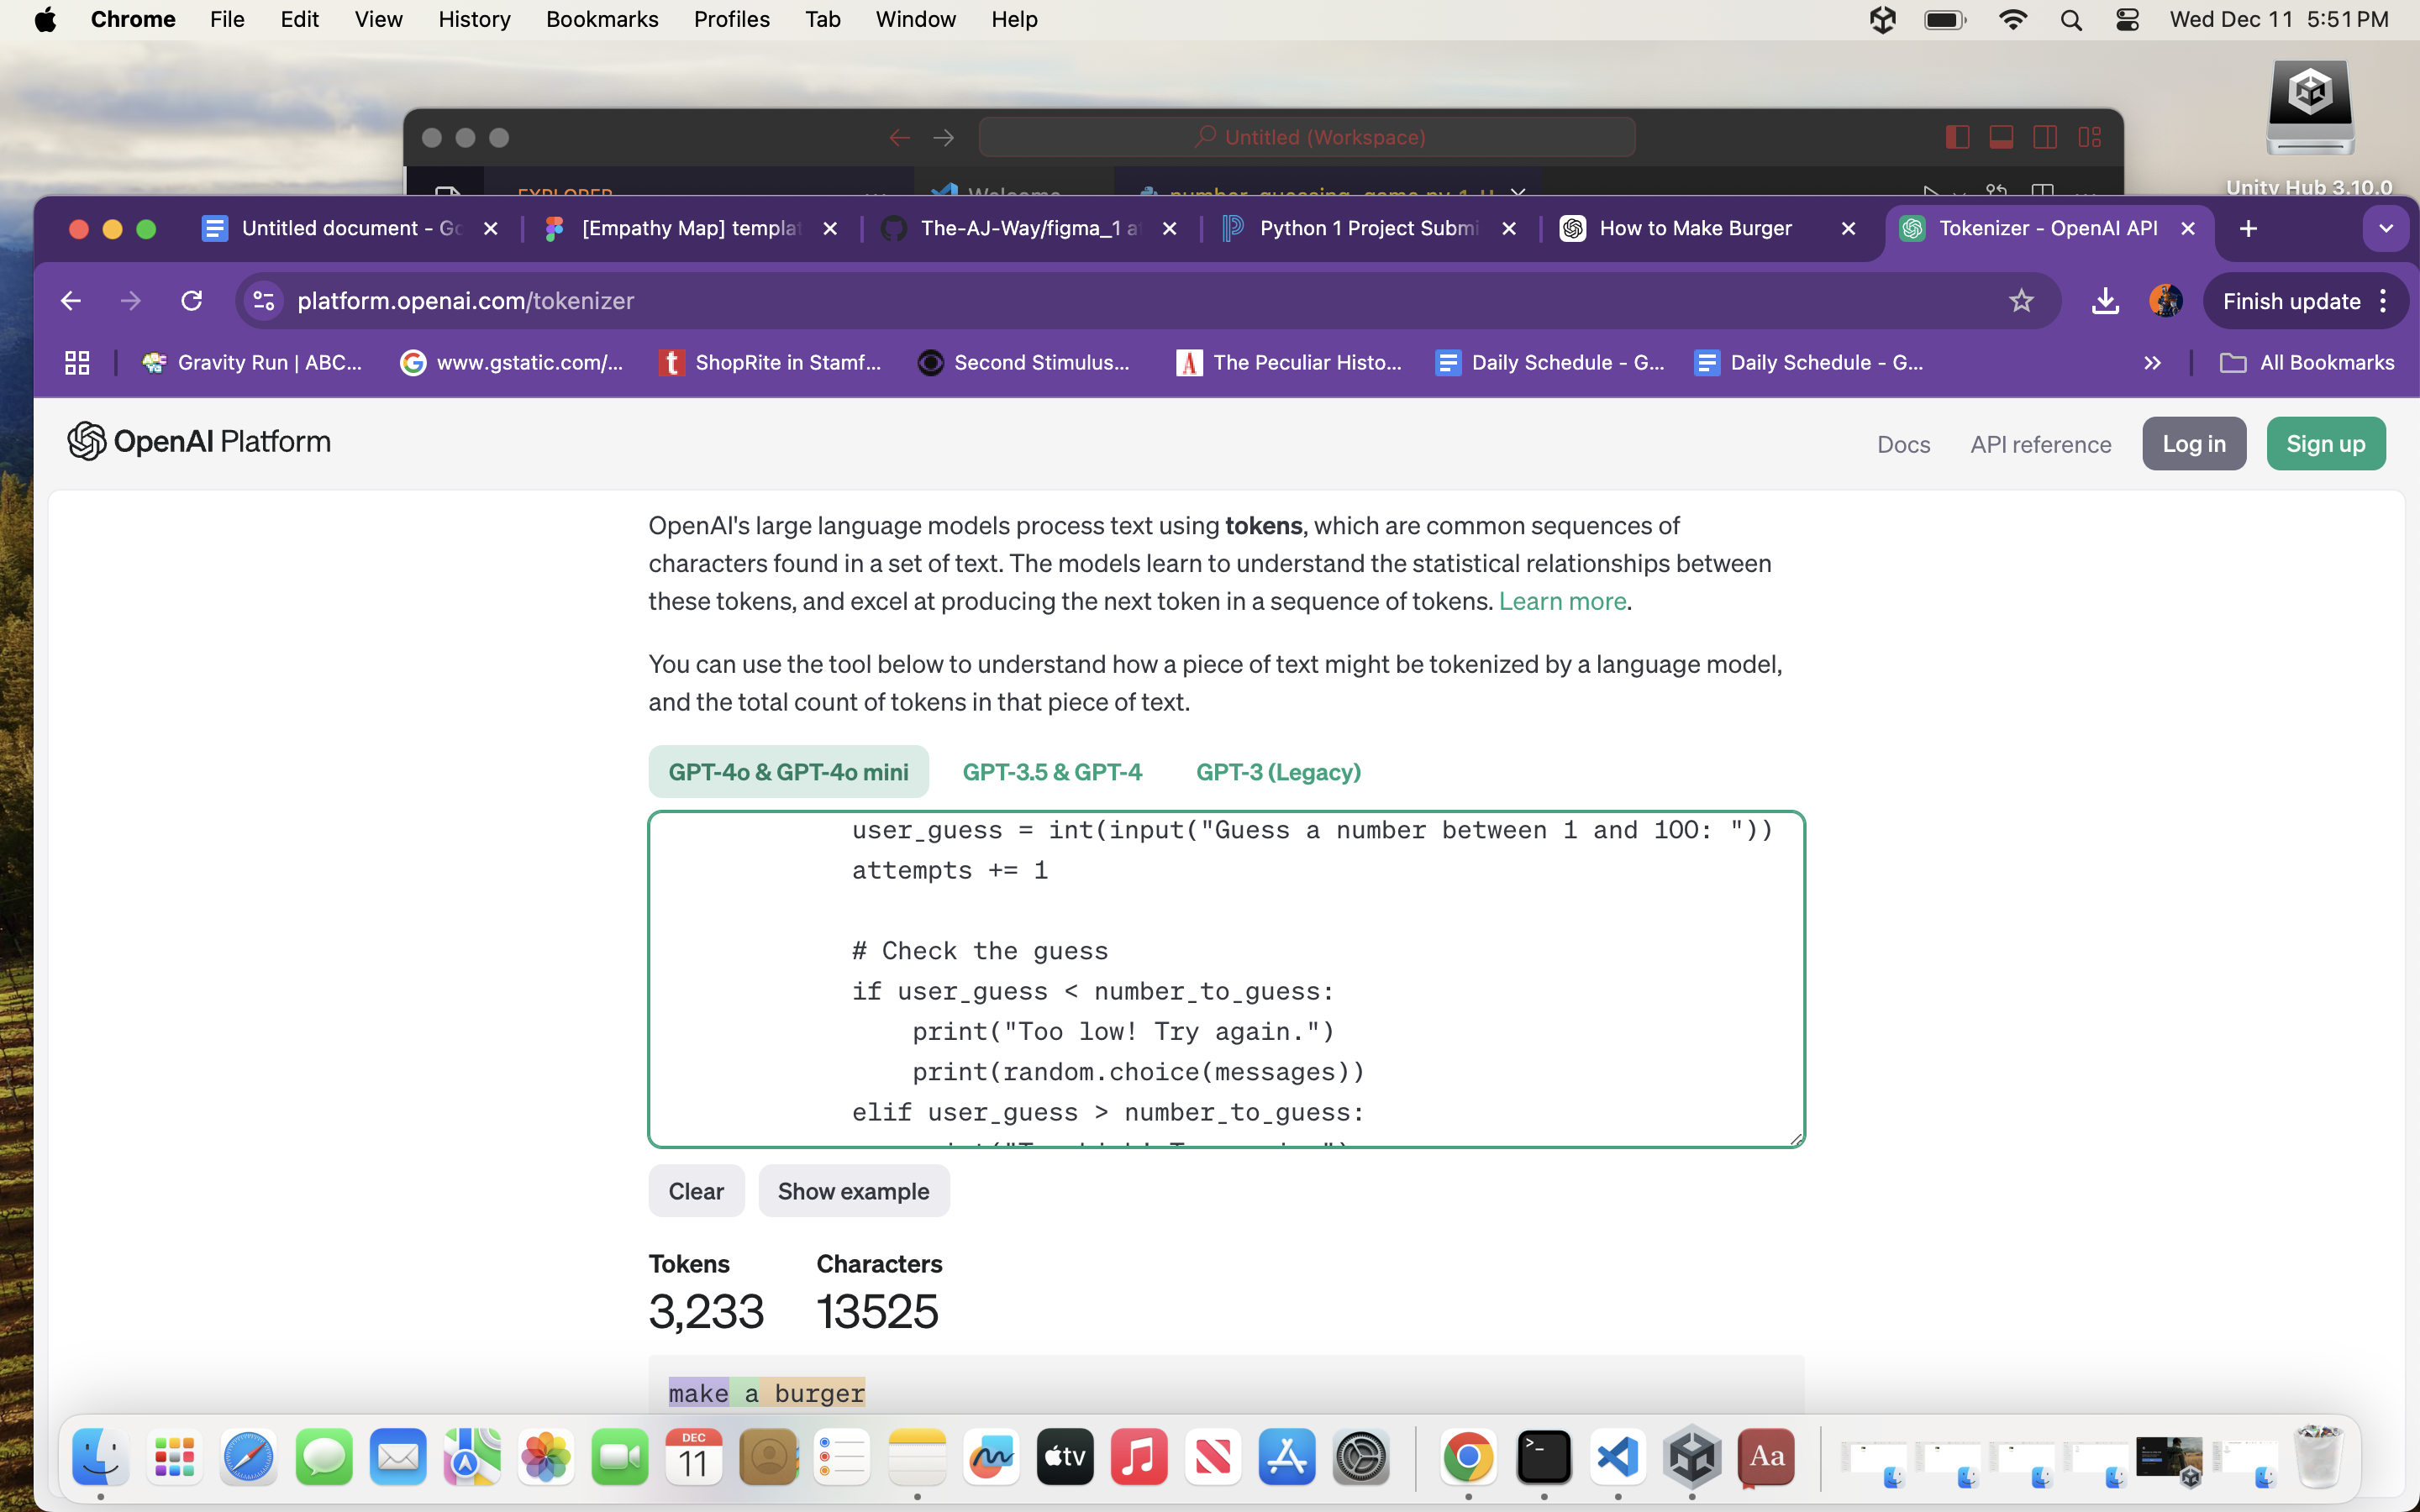 Chrome File Edit View History Bookmarks Profiles Tab Window Help Wed Dec 11 5:51 PM
Untitled (Workspace)
EXPLORER Welcome number_guessing_game.py 1, U
Unity Hub 3.10.0
Untitled document - Go [Empathy Map] templat The-AJ-Way/figma_1 a Python 1 Project Submi How to Make Burger Tokenizer - OpenAI API
platform.openai.com/tokenizer Finish update
Gravity Run | ABC... www.gstatic.com/... ShopRite in Stamf... Second Stimulus... The Peculiar Histo... Daily Schedule - G... Daily Schedule - G... All Bookmarks
OpenAI Platform Docs API reference Log in Sign up
OpenAI's large language models process text using tokens, which are common sequences of
characters found in a set of text. The models learn to understand the statistical relationships between
these tokens, and excel at producing the next token in a sequence of tokens. Learn more.
You can use the tool below to understand how a piece of text might be tokenized by a language model,
and the total count of tokens in that piece of text.
GPT-4o & GPT-4o mini GPT-3.5 & GPT-4 GPT-3 (Legacy)
user_guess = int(input("Guess a number between 1 and 100: "))
attempts += 1
# Check the guess
if user_guess < number_to_guess:
print("Too low! Try again.")
print(random.choice(messages))
elif user_guess > number_to_guess:
Clear Show example
Tokens Characters
3,233 13525
make a burger
DEC
11
tv
Aa